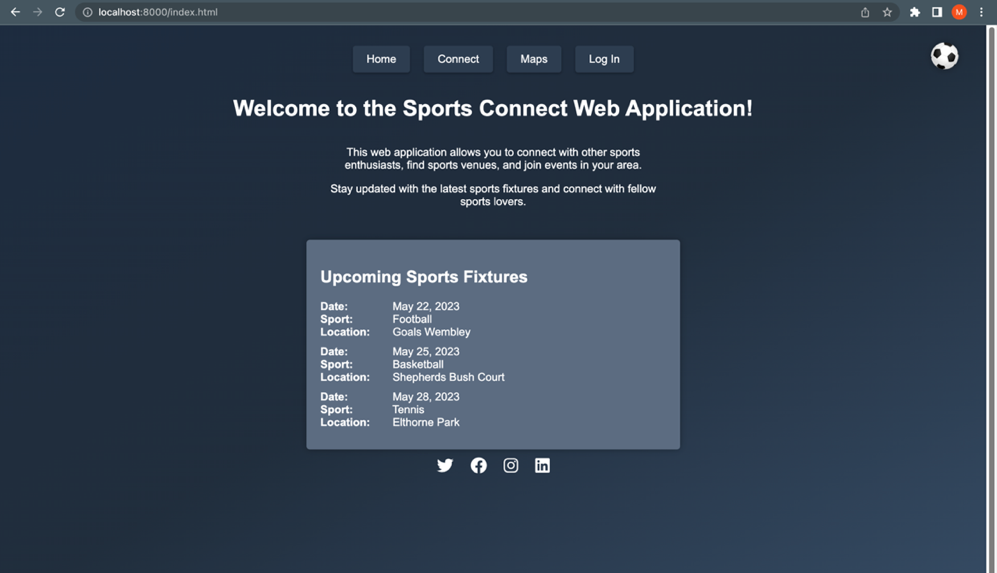 localhost:8000/index.html
M
Home Connect Maps Log In
Welcome to the Sports Connect Web Application!
This web application allows you to connect with other sports
enthusiasts, find sports venues, and join events in your area.
Stay updated with the latest sports fixtures and connect with fellow
sports lovers.
Upcoming Sports Fixtures
Date: May 22, 2023
Sport: Football
Location: Goals Wembley
Date: May 25, 2023
Sport: Basketball
Location: Shepherds Bush Court
Date: May 28, 2023
Sport: Tennis
Location: Elthorne Park